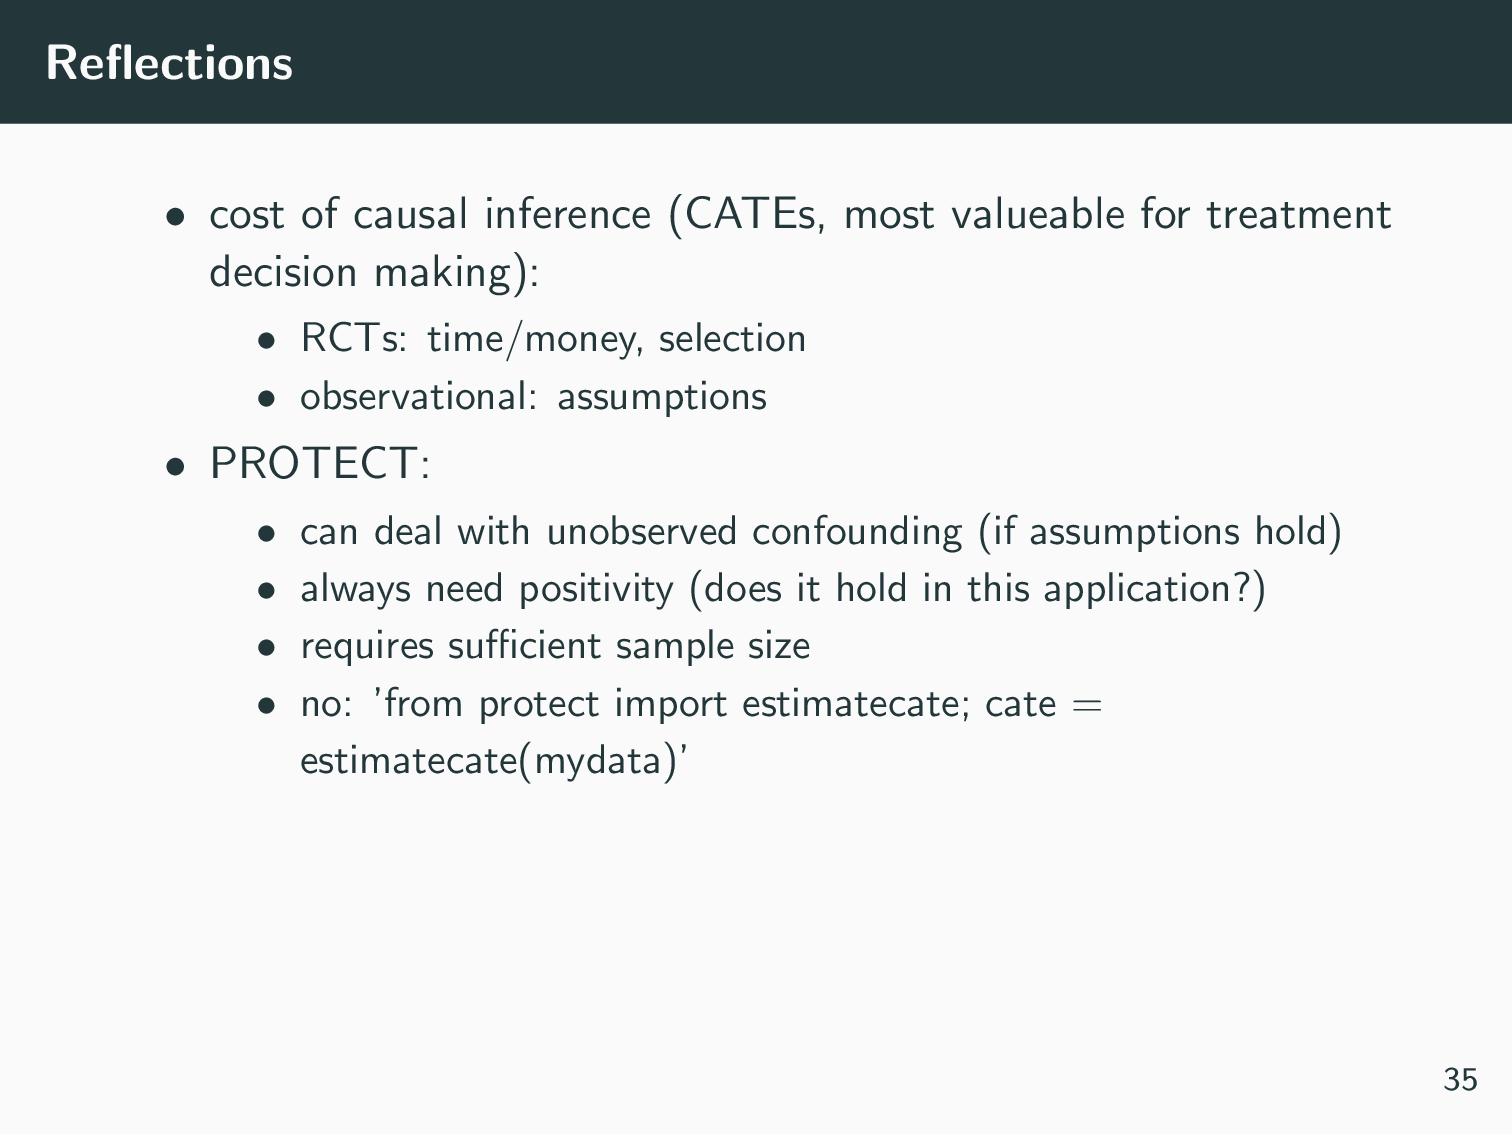 Reflections
• cost of causal inference (CATEs, most valueable for treatment
decision making):
• RCTs: time/money, selection
• observational: assumptions
• PROTECT:
• can deal with unobserved confounding (if assumptions hold)
• always need positivity (does it hold in this application?)
• requires sufficient sample size
• no: ’from protect import estimatecate; cate =
estimatecate(mydata)’
35